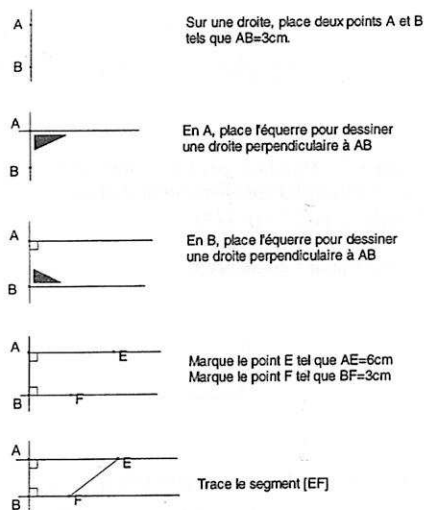 A
B
Sur une droite, place deux points A et B
tels que AB=3cm.
A
B
En A, place l'équerre pour dessiner
une droite perpendiculaire à AB
A
B
En B, place l'équerre pour dessiner
une droite perpendiculaire à AB
A
E
B
F
Marque le point E tel que AE=6cm
Marque le point F tel que BF=3cm
A
E
B
F
Trace le segment [EF]